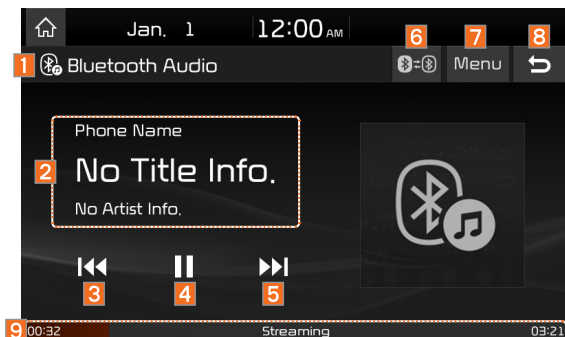 Jan. 1 12:00 AM
6 7 8
1 Bluetooth Audio Menu
Phone Name
2 No Title Info.
No Artist Info.
3 4 5
9 00:32 Streaming 03:21